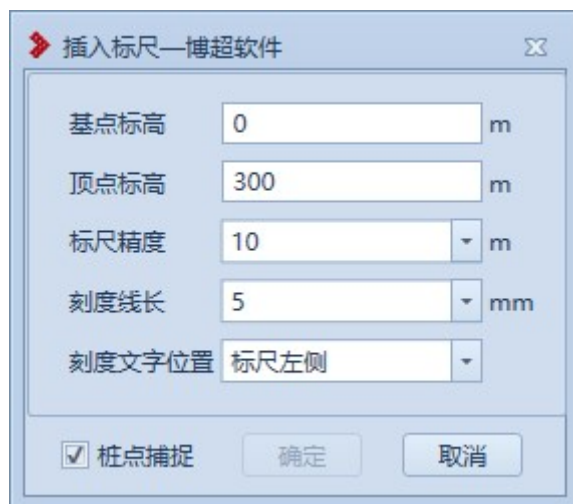 插入标尺—博超软件
基点标高 0 m
顶点标高 300 m
标尺精度 10 m
刻度线长 5 mm
刻度文字位置 标尺左侧
桩点捕捉 确定 取消